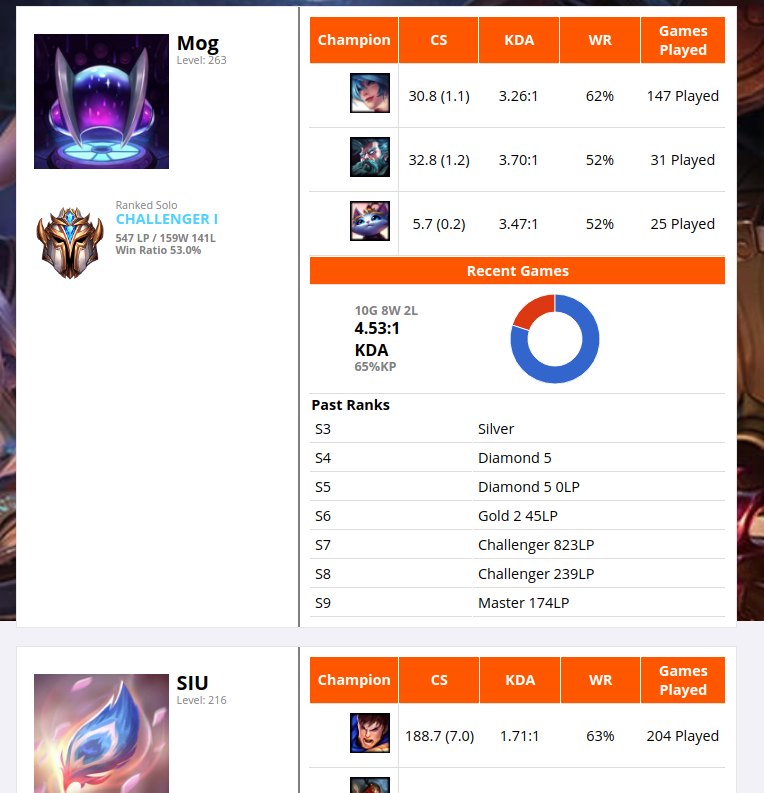 Mog
Level: 263
Ranked Solo
CHALLENGER I
547 LP / 159W 141L
Win Ratio 53.0%
Champion CS KDA WR Games Played
30.8 (1.1) 3.26:1 62% 147 Played
32.8 (1.2) 3.70:1 52% 31 Played
5.7 (0.2) 3.47:1 52% 25 Played
Recent Games
10G 8W 2L
4.53:1
KDA
65%KP
Past Ranks
S3 Silver
S4 Diamond 5
S5 Diamond 5 0LP
S6 Gold 2 45LP
S7 Challenger 823LP
S8 Challenger 239LP
S9 Master 174LP
SIU
Level: 216
Champion CS KDA WR Games Played
188.7 (7.0) 1.71:1 63% 204 Played